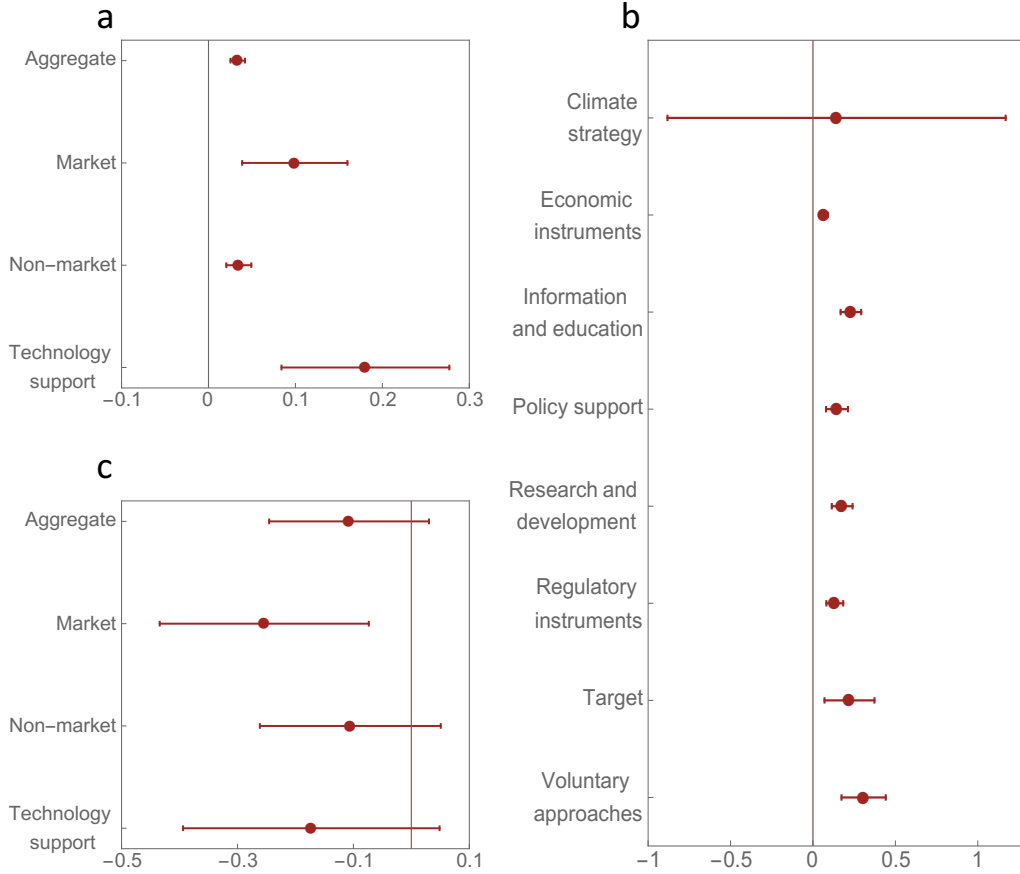 a
Aggregate
Market
Non−market
Technology
support
−0.1 0 0.1 0.2 0.3
b
Climate
strategy
Economic
instruments
Information
and education
Policy support
Research and
development
Regulatory
instruments
Target
Voluntary
approaches
−1 0 0.5 1
c
Aggregate
Market
Non−market
Technology
support
−0.5 −0.3 −0.1 0.1